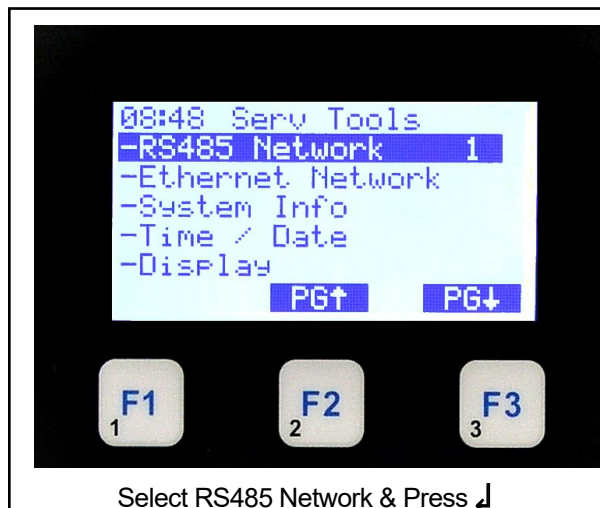 08:48 Serv Tools
-RS485 Network 1
-Ethernet Network
-System Info
-Time / Date
-Display
PG↑ PG↓
F1 F2 F3
1 2 3
Select RS485 Network & Press ↲